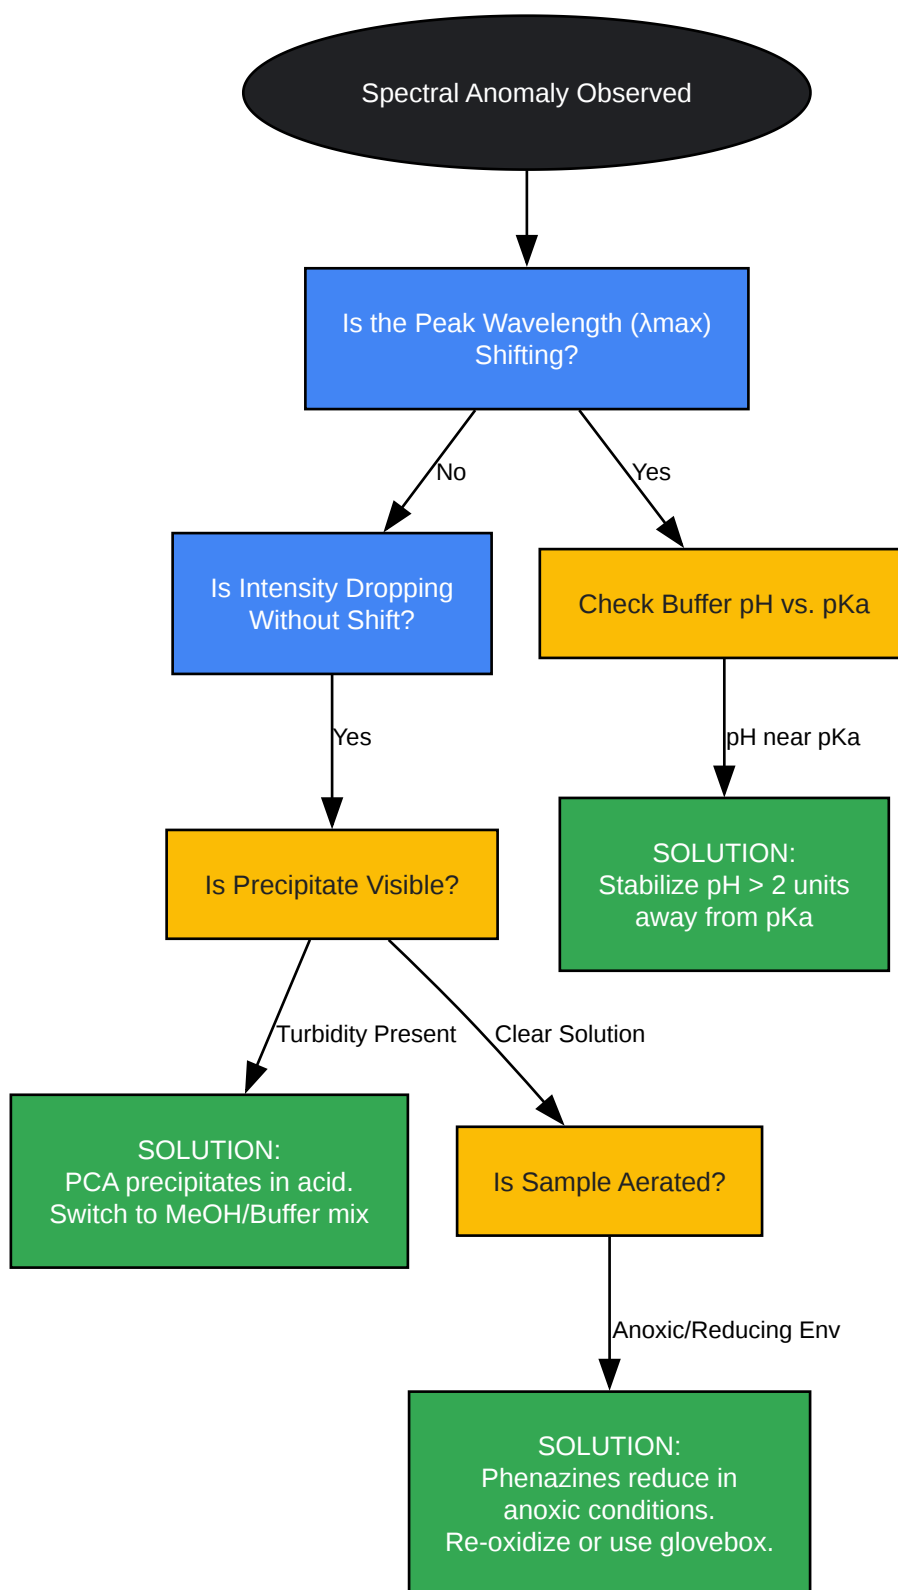 Spectral Anomaly Observed
Is the Peak Wavelength (λmax)
Shifting?
No
Yes
Is Intensity Dropping
Without Shift?
Check Buffer pH vs. pKa
Yes
pH near pKa
SOLUTION:
Stabilize pH > 2 units
away from pKa
Is Precipitate Visible?
Turbidity Present
Clear Solution
SOLUTION:
PCA precipitates in acid.
Switch to MeOH/Buffer mix
Is Sample Aerated?
Anoxic/Reducing Env
SOLUTION:
Phenazines reduce in
anoxic conditions.
Re-oxidize or use glovebox.